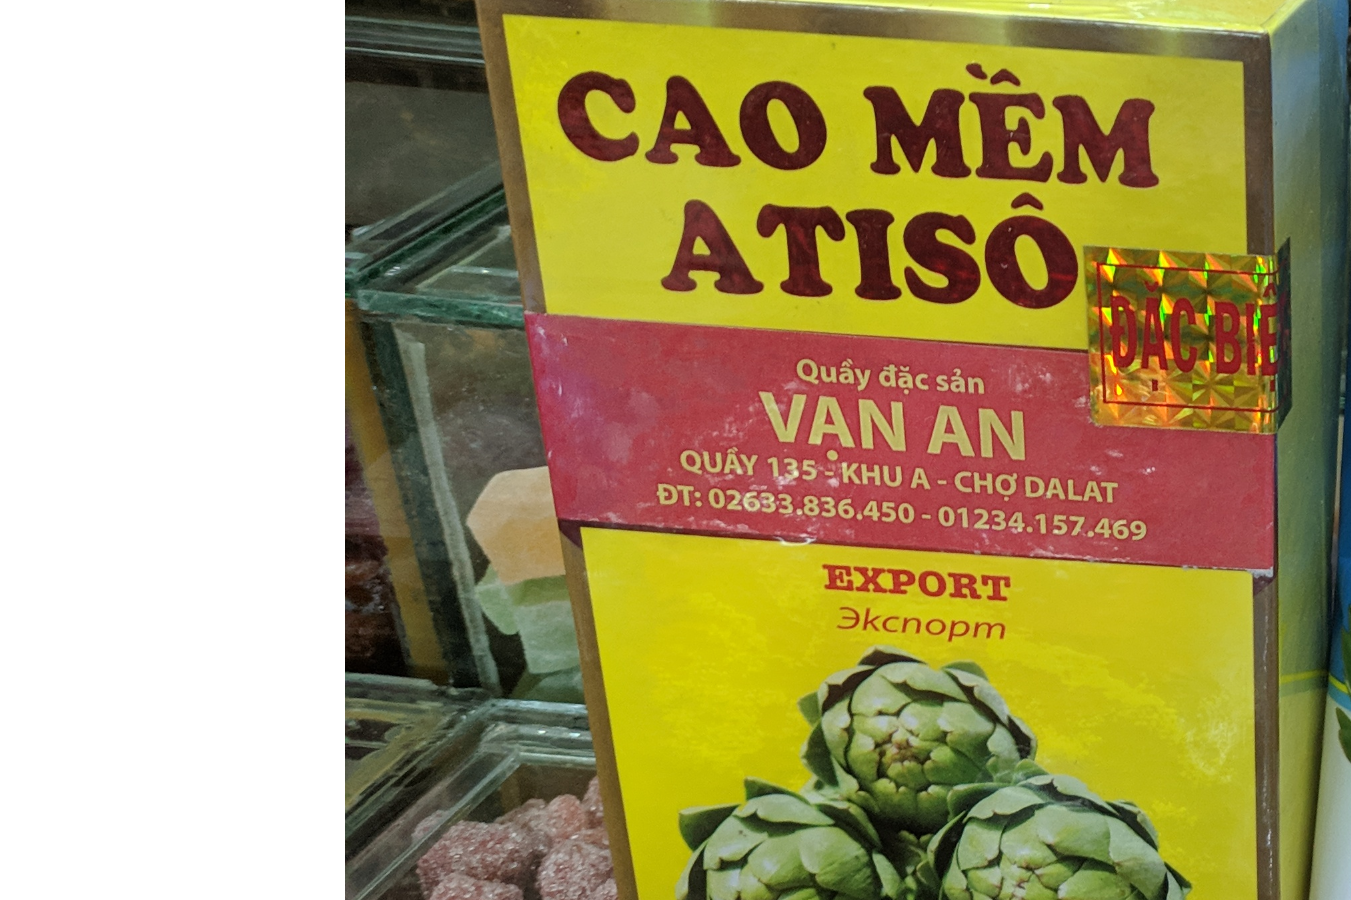 CAO MỀM
ATISÔ
ĐẶC BIỆ
Quầy đặc sản
VẠN AN
QUẦY 135 - KHU A - CHỢ DALAT
ĐT: 02633.836.450 - 01234.157.469
EXPORT
Экспорт